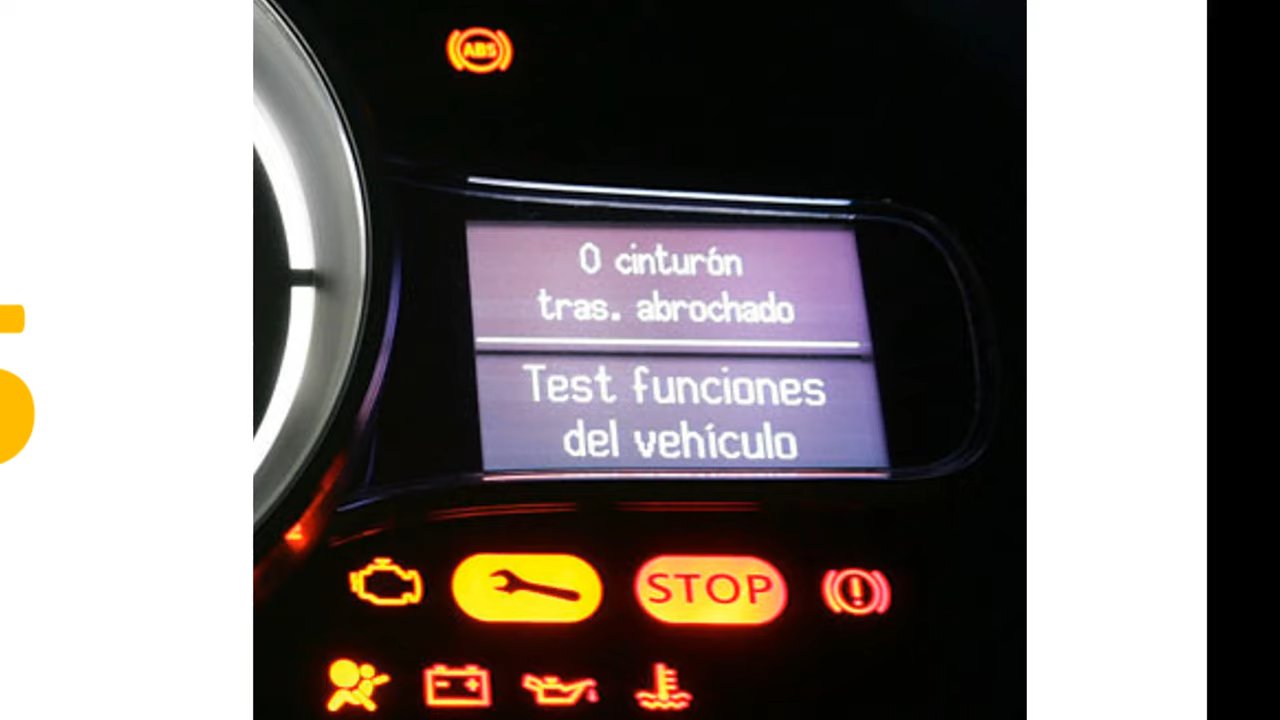 ABS
0 cinturón
tras. abrochado
Test funciones
del vehículo
STOP